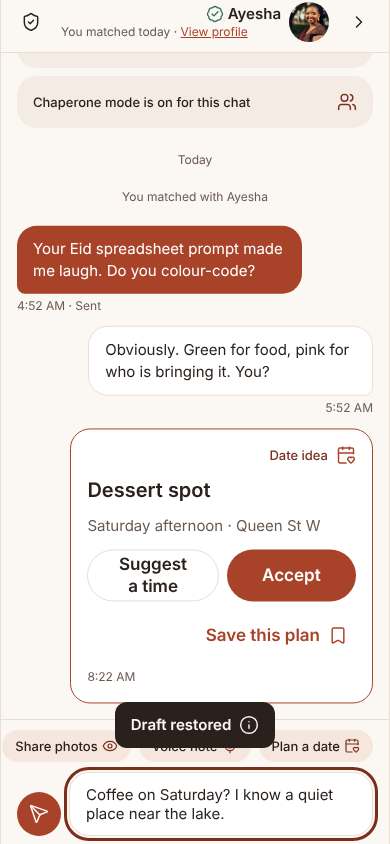 Ayesha
You matched today · View profile
Chaperone mode is on for this chat
Today
You matched with Ayesha
Your Eid spreadsheet prompt made
me laugh. Do you colour-code?
4:52 AM · Sent
Obviously. Green for food, pink for
who is bringing it. You?
5:52 AM
Date idea
Dessert spot
Saturday afternoon · Queen St W
Suggest
a time
Accept
Save this plan
8:22 AM
Draft restored
Share photos
Voice note
Plan a date
Coffee on Saturday? I know a quiet
place near the lake.